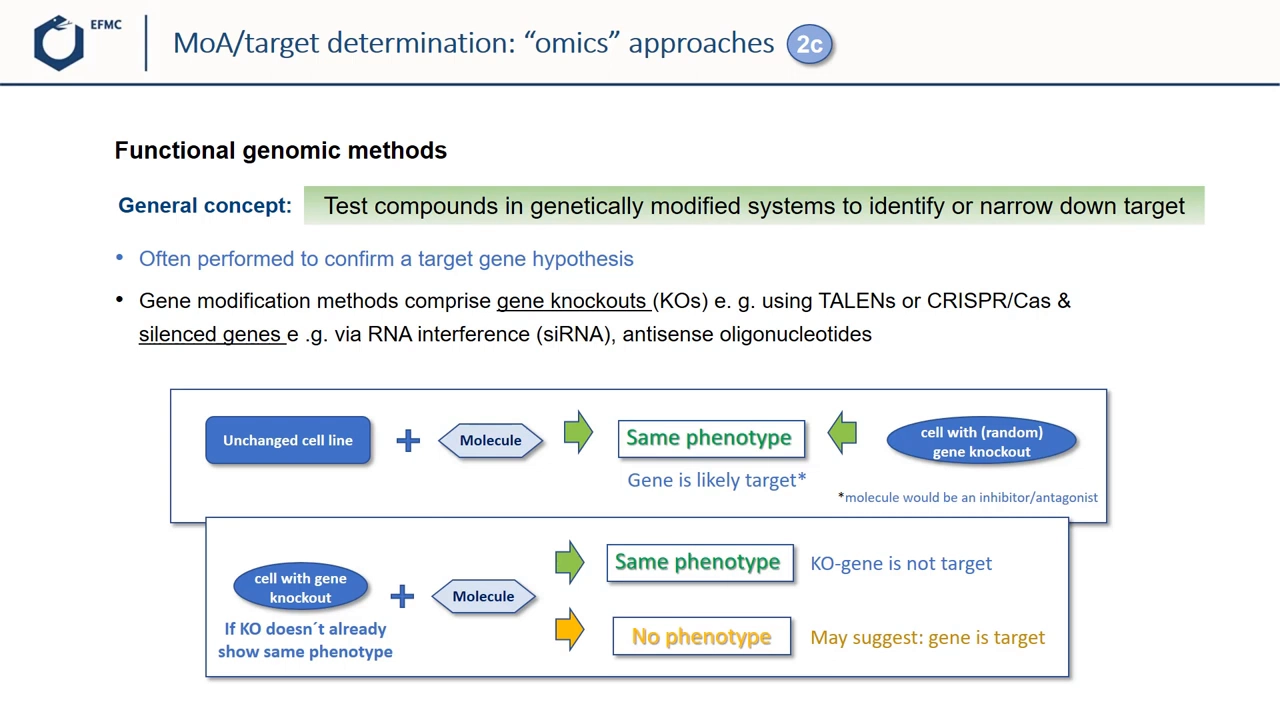 EFMC
MoA/target determination: “omics” approaches 2c
Functional genomic methods
General concept: Test compounds in genetically modified systems to identify or narrow down target
• Often performed to confirm a target gene hypothesis
• Gene modification methods comprise gene knockouts (KOs) e. g. using TALENs or CRISPR/Cas &
silenced genes e .g. via RNA interference (siRNA), antisense oligonucleotides
Unchanged cell line + Molecule Same phenotype cell with (random)
gene knockout
Gene is likely target*
*molecule would be an inhibitor/antagonist
cell with gene
knockout
+ Molecule
If KO doesn´t already
show same phenotype
Same phenotype KO-gene is not target
No phenotype May suggest: gene is target